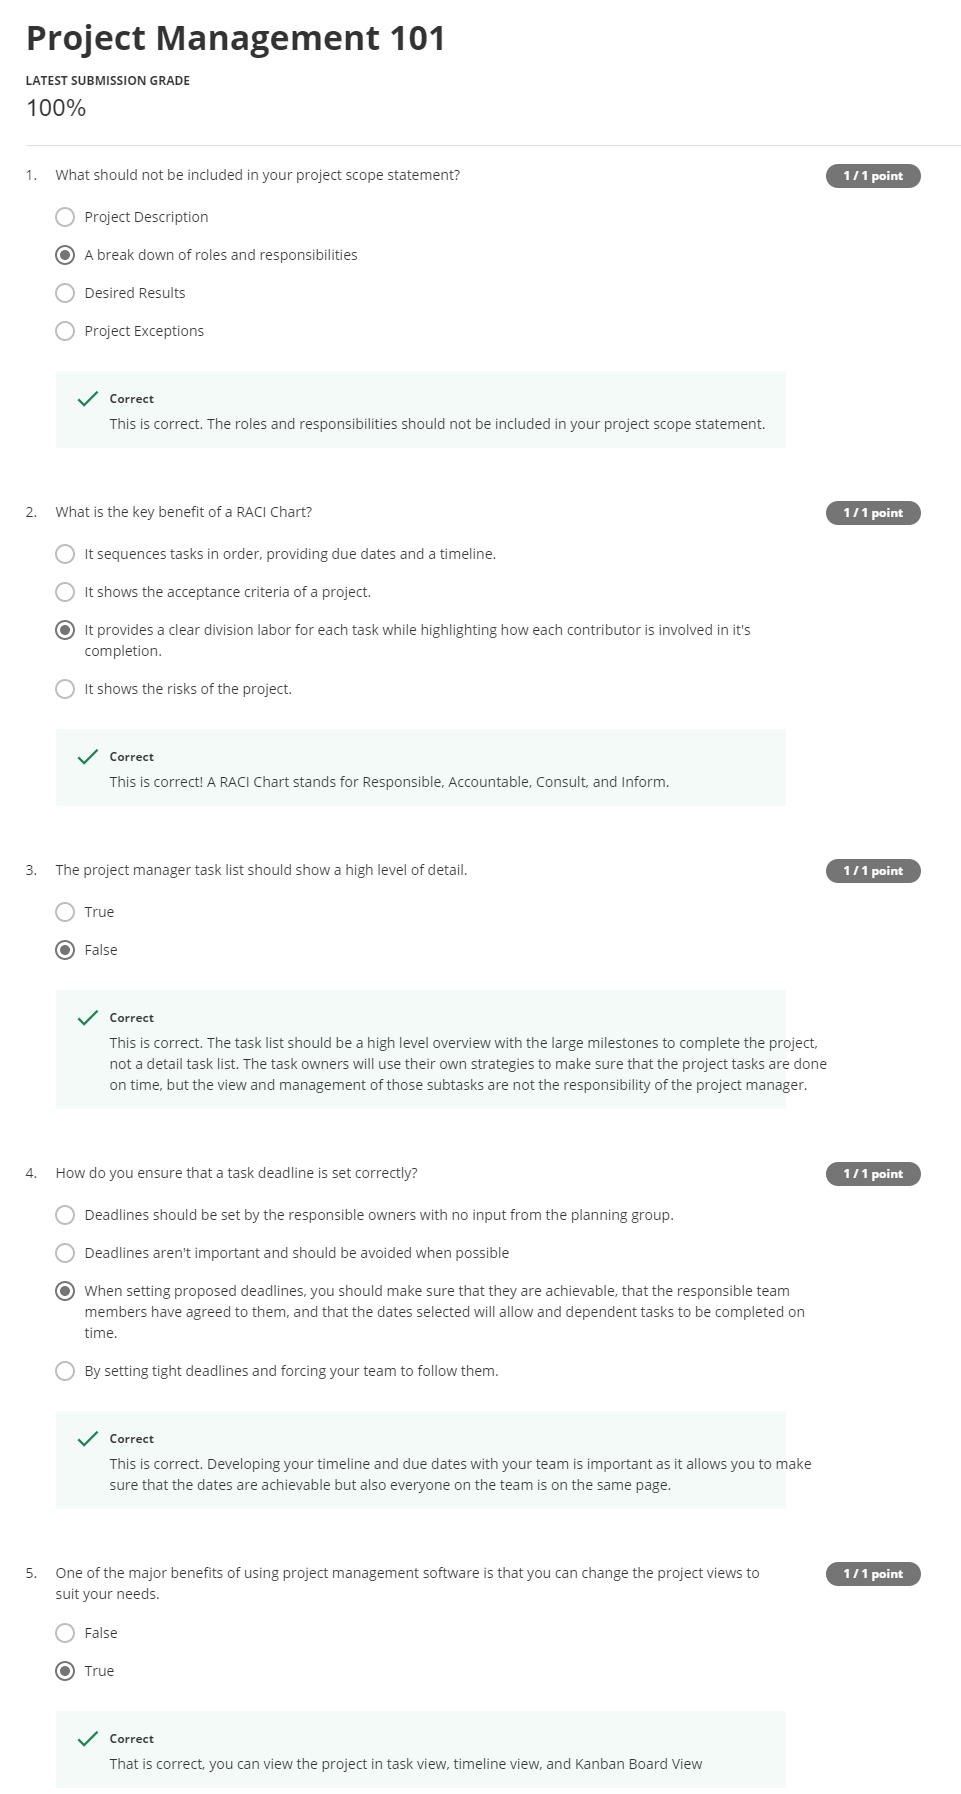 Project Management 101
LATEST SUBMISSION GRADE
100%
1. What should not be included in your project scope statement?
1 / 1 point
Project Description
A break down of roles and responsibilities
Desired Results
Project Exceptions
Correct
This is correct. The roles and responsibilities should not be included in your project scope statement.
2. What is the key benefit of a RACI Chart?
1 / 1 point
It sequences tasks in order, providing due dates and a timeline.
It shows the acceptance criteria of a project.
It provides a clear division labor for each task while highlighting how each contributor is involved in it's
completion.
It shows the risks of the project.
Correct
This is correct! A RACI Chart stands for Responsible, Accountable, Consult, and Inform.
3. The project manager task list should show a high level of detail.
1 / 1 point
True
False
Correct
This is correct. The task list should be a high level overview with the large milestones to complete the project,
not a detail task list. The task owners will use their own strategies to make sure that the project tasks are done
on time, but the view and management of those subtasks are not the responsibility of the project manager.
4. How do you ensure that a task deadline is set correctly?
1 / 1 point
Deadlines should be set by the responsible owners with no input from the planning group.
Deadlines aren't important and should be avoided when possible
When setting proposed deadlines, you should make sure that they are achievable, that the responsible team
members have agreed to them, and that the dates selected will allow and dependent tasks to be completed on
time.
By setting tight deadlines and forcing your team to follow them.
Correct
This is correct. Developing your timeline and due dates with your team is important as it allows you to make
sure that the dates are achievable but also everyone on the team is on the same page.
5. One of the major benefits of using project management software is that you can change the project views to
suit your needs.
1 / 1 point
False
True
Correct
That is correct, you can view the project in task view, timeline view, and Kanban Board View